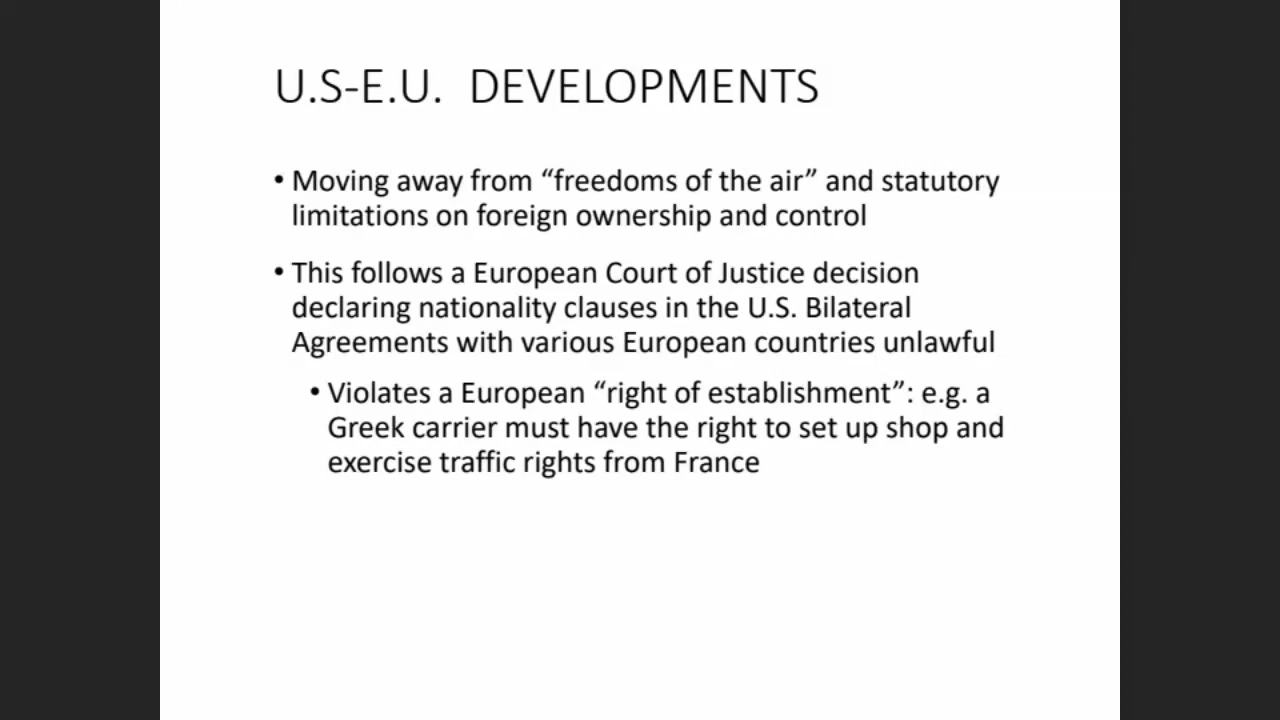 U.S-E.U. DEVELOPMENTS
• Moving away from “freedoms of the air” and statutory
limitations on foreign ownership and control
• This follows a European Court of Justice decision
declaring nationality clauses in the U.S. Bilateral
Agreements with various European countries unlawful
• Violates a European “right of establishment”: e.g. a
Greek carrier must have the right to set up shop and
exercise traffic rights from France